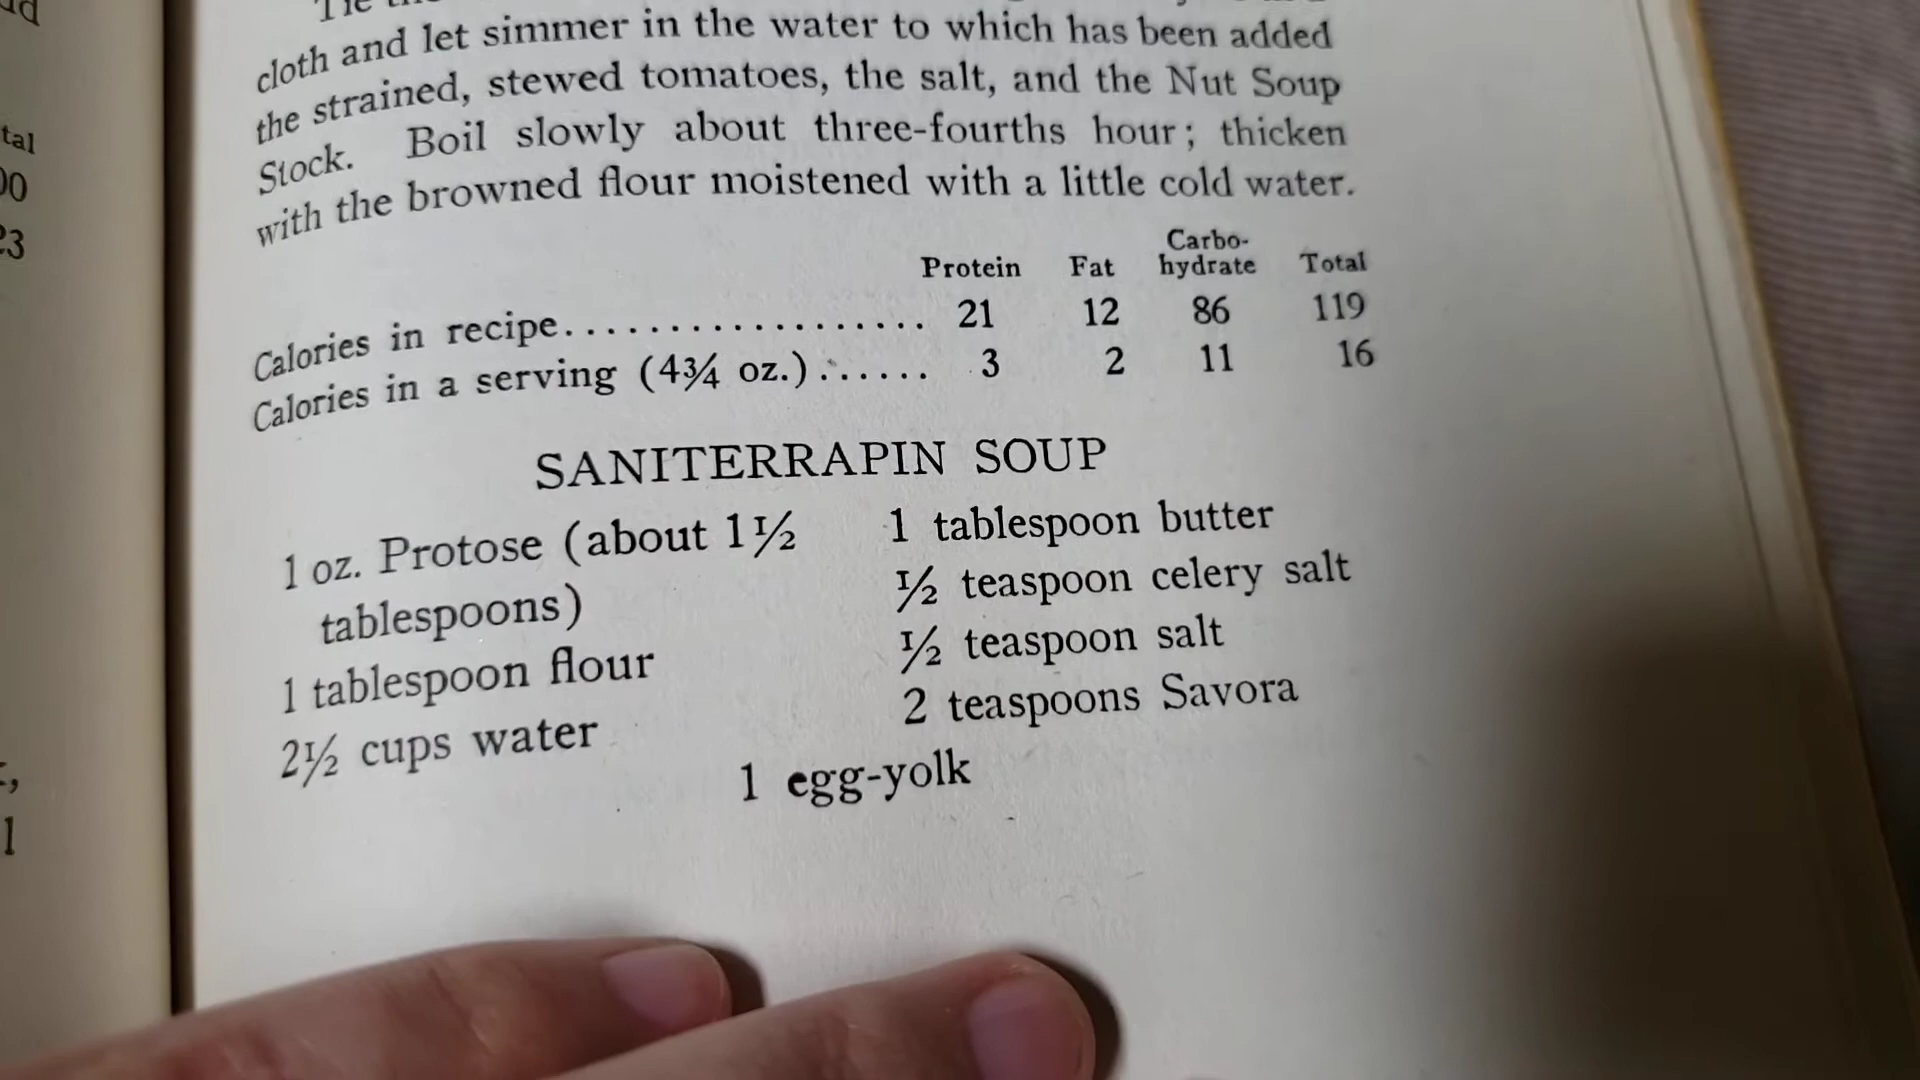 cloth and let simmer in the water to which has been added
the strained, stewed tomatoes, the salt, and the Nut Soup
Stock. Boil slowly about three-fourths hour; thicken
with the browned flour moistened with a little cold water.
Protein Fat Carbo-hydrate Total
Calories in recipe................... 21 12 86 119
Calories in a serving (4¾ oz.)....... 3 2 11 16
SANITERRAPIN SOUP
1 oz. Protose (about 1½
tablespoons)
1 tablespoon flour
2½ cups water
1 tablespoon butter
½ teaspoon celery salt
½ teaspoon salt
2 teaspoons Savora
1 egg-yolk